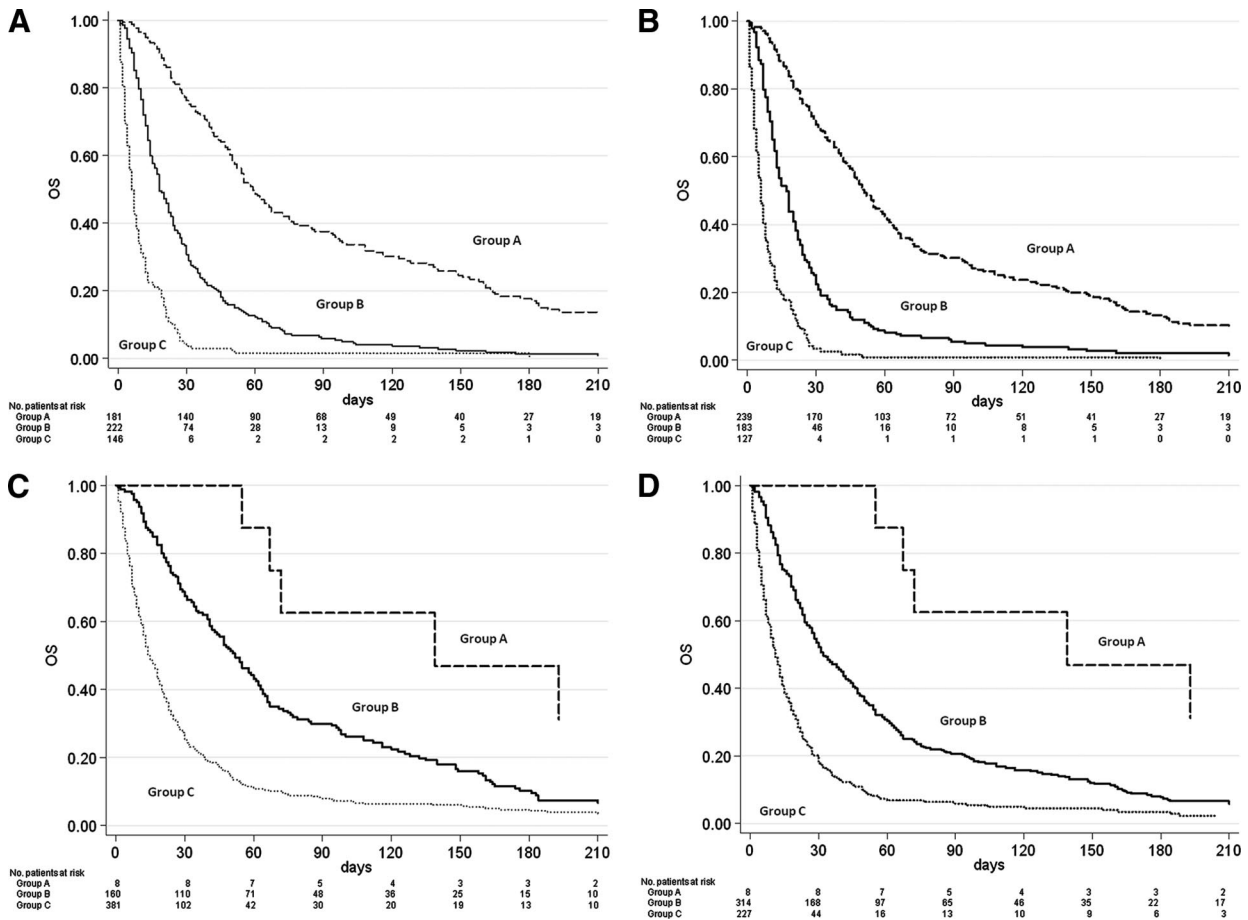 A
1.00
0.80
0.60
0.40
0.20
0.00
OS
Group A
Group B
Group C
0 30 60 90 120 150 180 210
days
No. patients at risk
Group A 181 140 90 68 49 40 27 19
Group B 222 74 28 13 9 5 3 3
Group C 146 6 2 2 2 2 1 0
B
1.00
0.80
0.60
0.40
0.20
0.00
OS
Group A
Group B
Group C
0 30 60 90 120 150 180 210
days
No. patients at risk
Group A 239 170 103 72 51 41 27 19
Group B 183 46 16 10 8 5 3 3
Group C 127 4 1 1 1 1 0 0
C
1.00
0.80
0.60
0.40
0.20
0.00
OS
Group A
Group B
Group C
0 30 60 90 120 150 180 210
days
No. patients at risk
Group A 8 8 7 5 4 3 3 2
Group B 160 110 71 48 36 25 15 10
Group C 381 102 42 30 20 19 13 10
D
1.00
0.80
0.60
0.40
0.20
0.00
OS
Group A
Group B
Group C
0 30 60 90 120 150 180 210
days
No. patients at risk
Group A 8 8 7 5 4 3 3 2
Group B 314 168 97 65 46 35 22 17
Group C 227 44 16 13 10 9 6 3